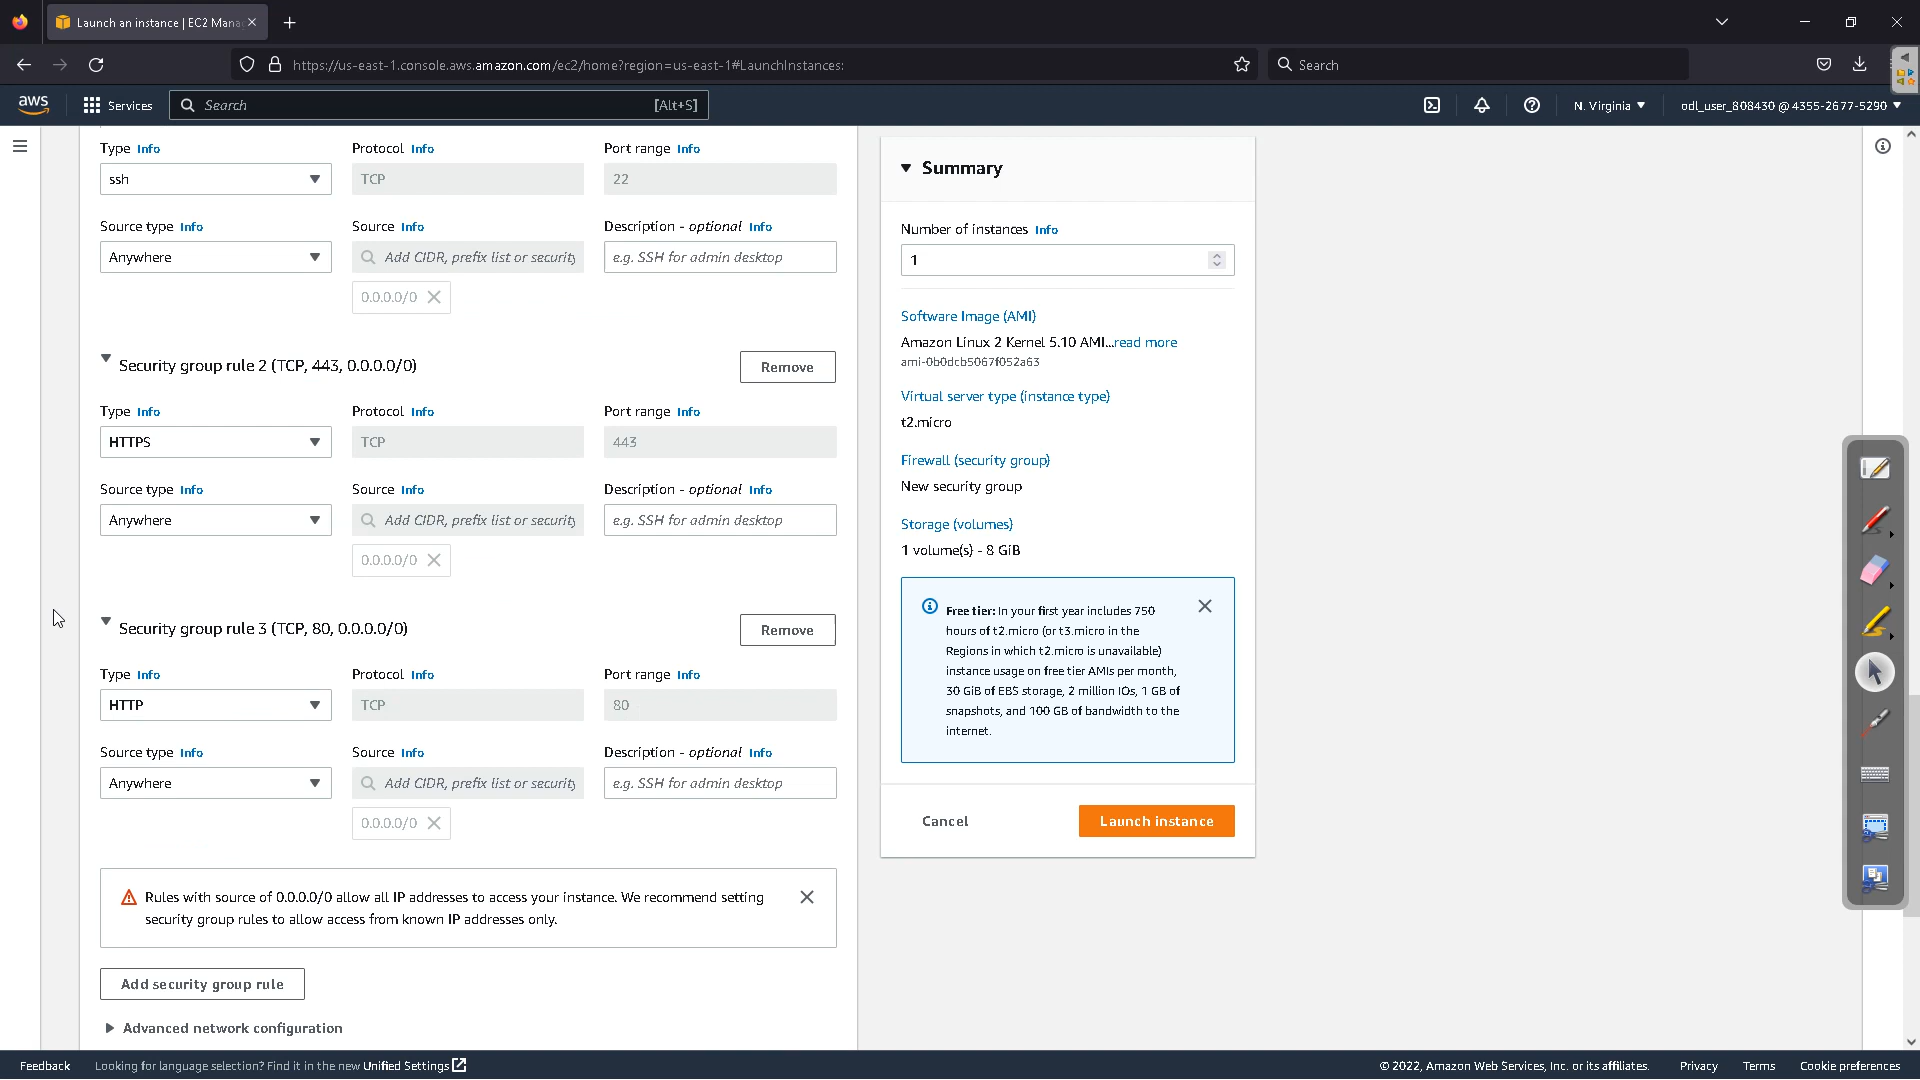 Launch an instance | EC2 Mana
https://us-east-1.console.aws.amazon.com/ec2/home?region=us-east-1#LaunchInstances:
Search
aws
Services
Search
[Alt+S]
N. Virginia
odl_user_808430 @ 4355-2677-5290
Type Info
Protocol Info
Port range Info
ssh
TCP
22
Source type Info
Source Info
Description - optional Info
Anywhere
Add CIDR, prefix list or security
e.g. SSH for admin desktop
0.0.0.0/0
Security group rule 2 (TCP, 443, 0.0.0.0/0)
Remove
Type Info
Protocol Info
Port range Info
HTTPS
TCP
443
Source type Info
Source Info
Description - optional Info
Anywhere
Add CIDR, prefix list or security
e.g. SSH for admin desktop
0.0.0.0/0
Security group rule 3 (TCP, 80, 0.0.0.0/0)
Remove
Type Info
Protocol Info
Port range Info
HTTP
TCP
80
Source type Info
Source Info
Description - optional Info
Anywhere
Add CIDR, prefix list or security
e.g. SSH for admin desktop
0.0.0.0/0
Rules with source of 0.0.0.0/0 allow all IP addresses to access your instance. We recommend setting
security group rules to allow access from known IP addresses only.
Add security group rule
Advanced network configuration
Summary
Number of instances Info
1
Software Image (AMI)
Amazon Linux 2 Kernel 5.10 AMI...read more
ami-0b0dcb5067f052a63
Virtual server type (instance type)
t2.micro
Firewall (security group)
New security group
Storage (volumes)
1 volume(s) - 8 GiB
Free tier: In your first year includes 750
hours of t2.micro (or t3.micro in the
Regions in which t2.micro is unavailable)
instance usage on free tier AMIs per month,
30 GiB of EBS storage, 2 million IOs, 1 GB of
snapshots, and 100 GB of bandwidth to the
internet.
Cancel
Launch instance
Feedback
Looking for language selection? Find it in the new Unified Settings
© 2022, Amazon Web Services, Inc. or its affiliates.
Privacy
Terms
Cookie preferences